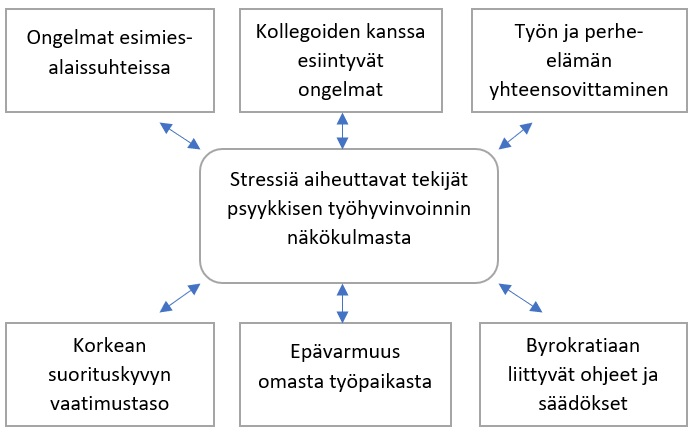 Ongelmat esimies-
alaissuhteissa
Kollegoiden kanssa
esiintyvät
ongelmat
Työn ja perhe-
elämän
yhteensovittaminen
Stressiä aiheuttavat tekijät
psyykkisen työhyvinvoinnin
näkökulmasta
Korkean
suorituskyvyn
vaatimustaso
Epävarmuus
omasta työpaikasta
Byrokratiaan
liittyvät ohjeet ja
säädökset